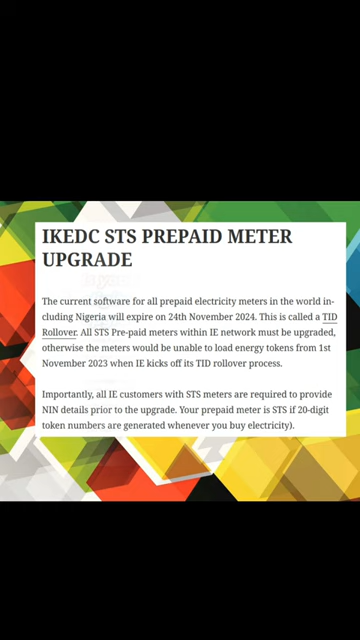 IKEDC STS PREPAID METER
UPGRADE
The current software for all prepaid electricity meters in the world in-
cluding Nigeria will expire on 24th November 2024. This is called a TID
Rollover. All STS Pre-paid meters within IE network must be upgraded,
otherwise the meters would be unable to load energy tokens from 1st
November 2023 when IE kicks off its TID rollover process.
Importantly, all IE customers with STS meters are required to provide
NIN details prior to the upgrade. Your prepaid meter is STS if 20-digit
token numbers are generated whenever you buy electricity).